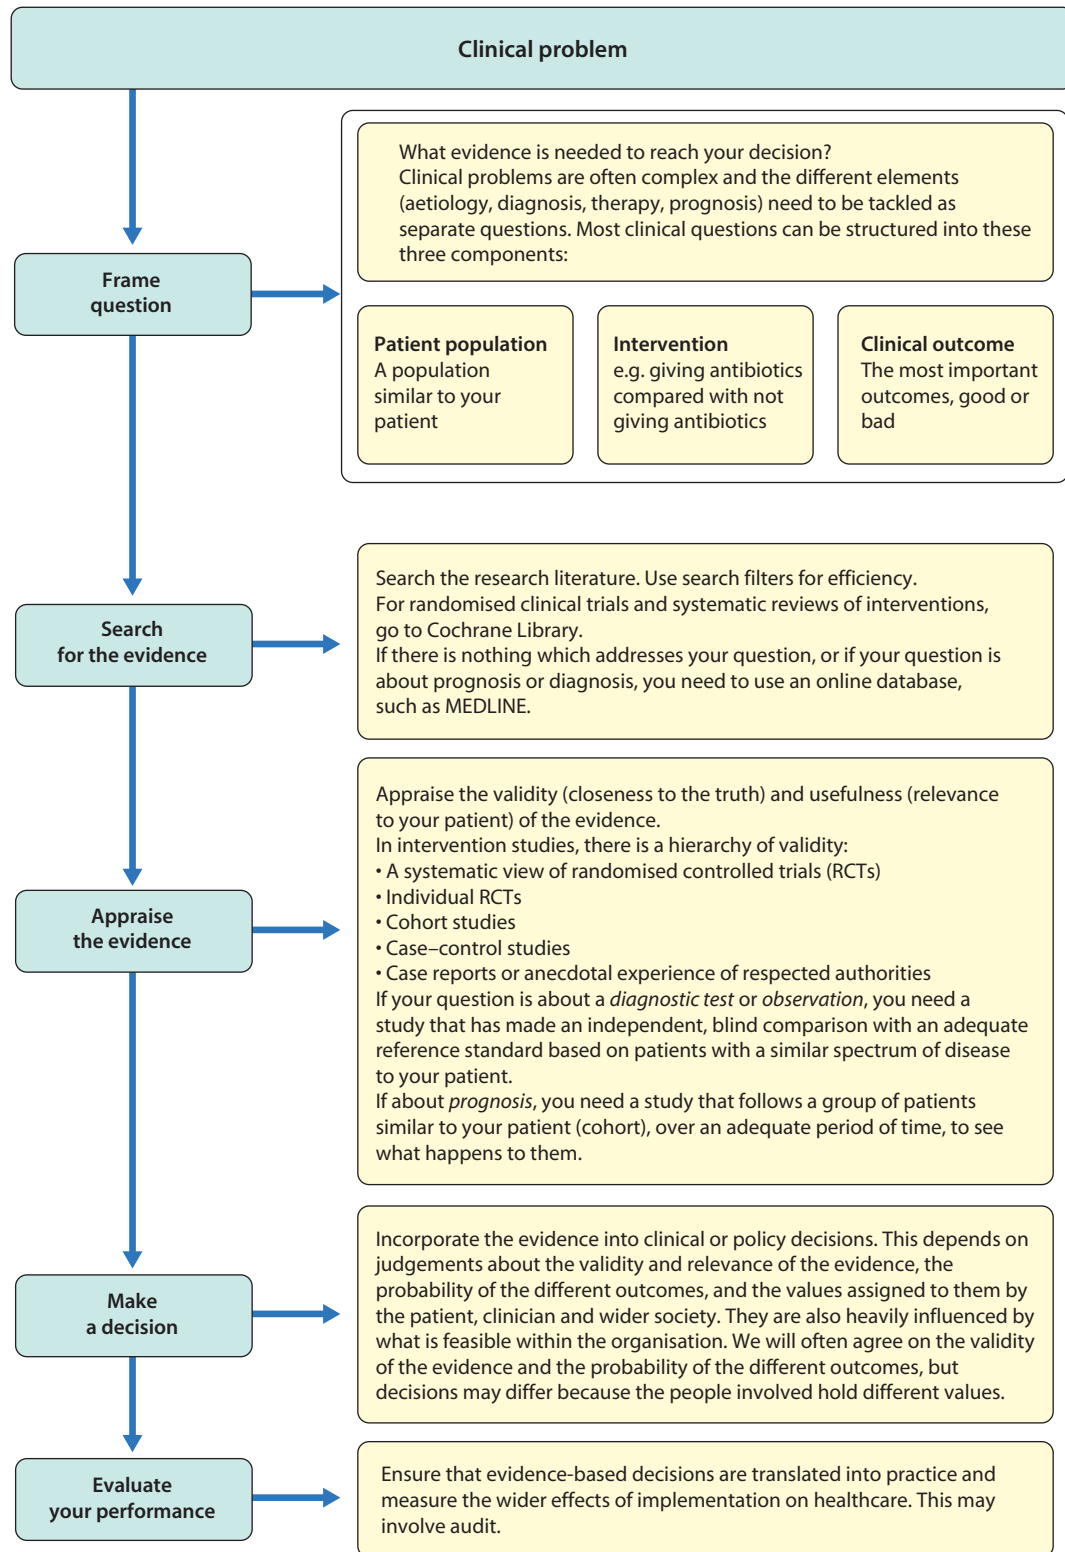 Clinical problem
Frame
question
What evidence is needed to reach your decision?
Clinical problems are often complex and the different elements
(aetiology, diagnosis, therapy, prognosis) need to be tackled as
separate questions. Most clinical questions can be structured into these
three components:
Patient population
A population
similar to your
patient
Intervention
e.g. giving antibiotics
compared with not
giving antibiotics
Clinical outcome
The most important
outcomes, good or
bad
Search
for the evidence
Search the research literature. Use search filters for efficiency.
For randomised clinical trials and systematic reviews of interventions,
go to Cochrane Library.
If there is nothing which addresses your question, or if your question is
about prognosis or diagnosis, you need to use an online database,
such as MEDLINE.
Appraise
the evidence
Appraise the validity (closeness to the truth) and usefulness (relevance
to your patient) of the evidence.
In intervention studies, there is a hierarchy of validity:
• A systematic view of randomised controlled trials (RCTs)
• Individual RCTs
• Cohort studies
• Case–control studies
• Case reports or anecdotal experience of respected authorities
If your question is about a diagnostic test or observation, you need a
study that has made an independent, blind comparison with an adequate
reference standard based on patients with a similar spectrum of disease
to your patient.
If about prognosis, you need a study that follows a group of patients
similar to your patient (cohort), over an adequate period of time, to see
what happens to them.
Make
a decision
Incorporate the evidence into clinical or policy decisions. This depends on
judgements about the validity and relevance of the evidence, the
probability of the different outcomes, and the values assigned to them by
the patient, clinician and wider society. They are also heavily influenced by
what is feasible within the organisation. We will often agree on the validity
of the evidence and the probability of the different outcomes, but
decisions may differ because the people involved hold different values.
Evaluate
your performance
Ensure that evidence-based decisions are translated into practice and
measure the wider effects of implementation on healthcare. This may
involve audit.